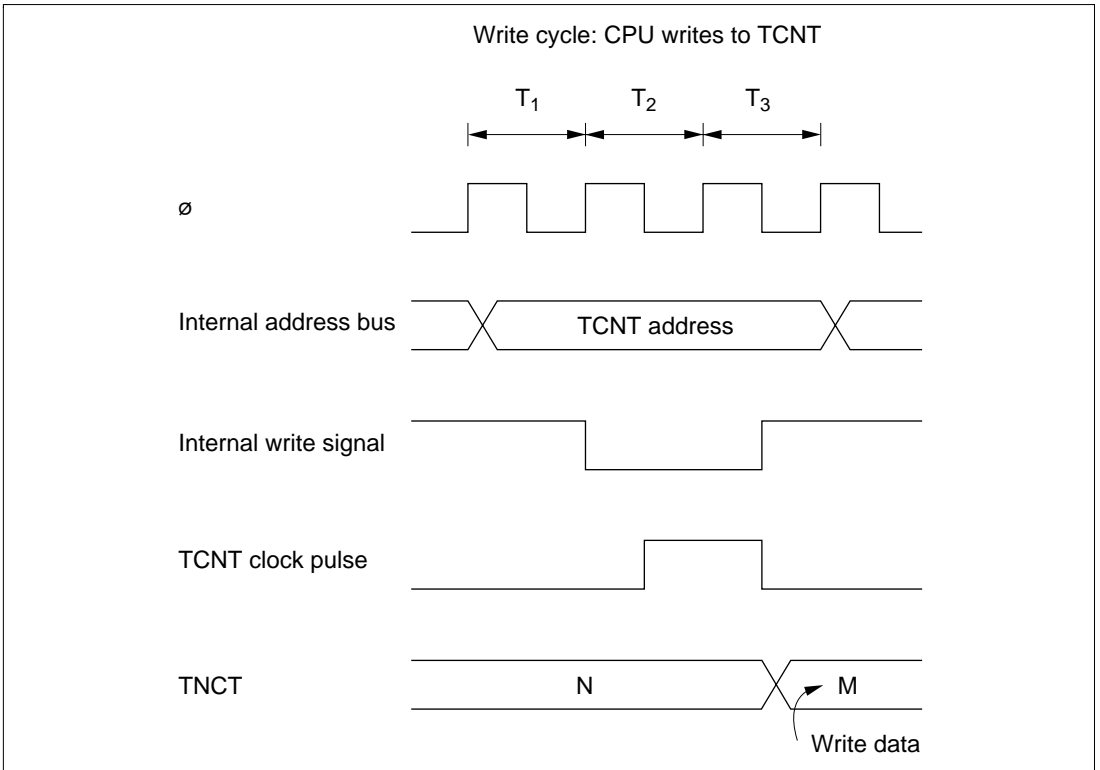 Write cycle: CPU writes to TCNT
T1 T2 T3
ø
Internal address bus
TCNT address
Internal write signal
TCNT clock pulse
TNCT
N
M
Write data